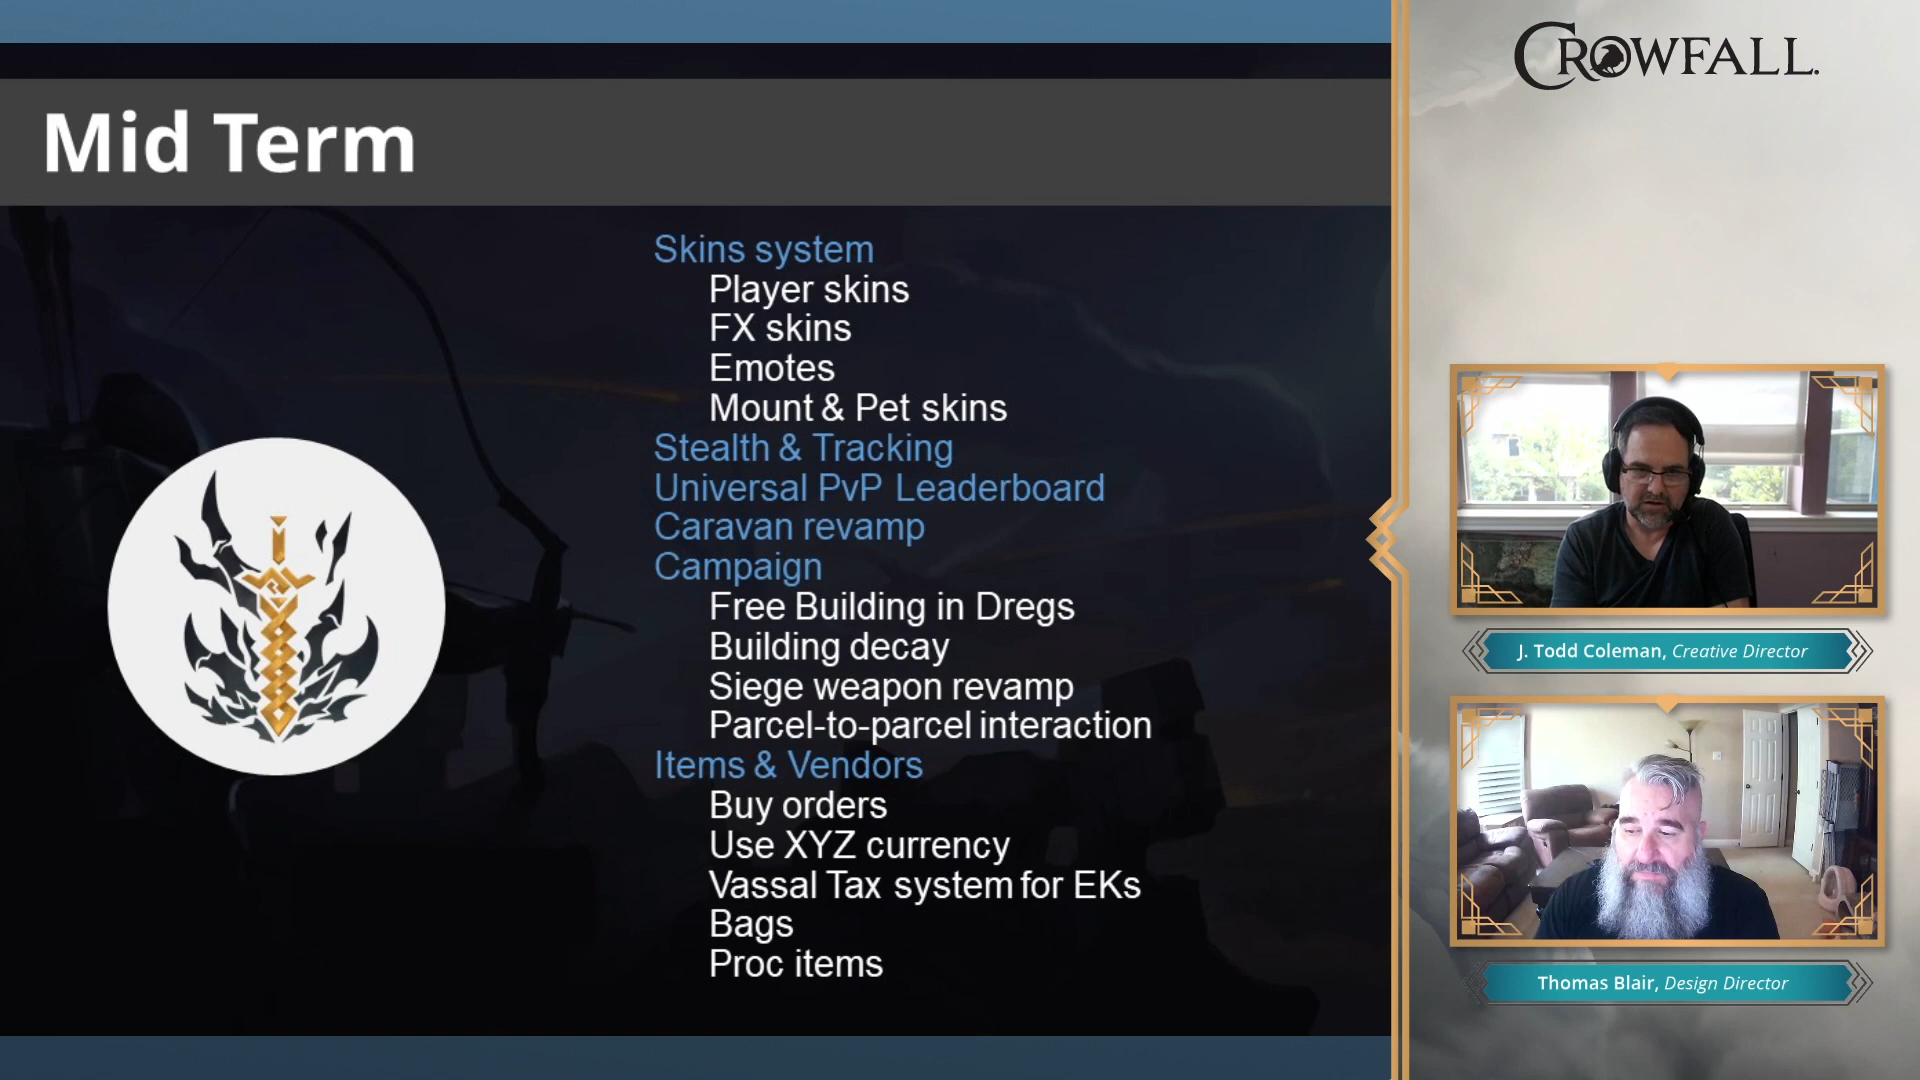 Mid Term
Skins system
Player skins
FX skins
Emotes
Mount & Pet skins
Stealth & Tracking
Universal PvP Leaderboard
Caravan revamp
Campaign
Free Building in Dregs
Building decay
Siege weapon revamp
Parcel-to-parcel interaction
Items & Vendors
Buy orders
Use XYZ currency
Vassal Tax system for EKs
Bags
Proc items
CROWFALL.
J. Todd Coleman, Creative Director
Thomas Blair, Design Director